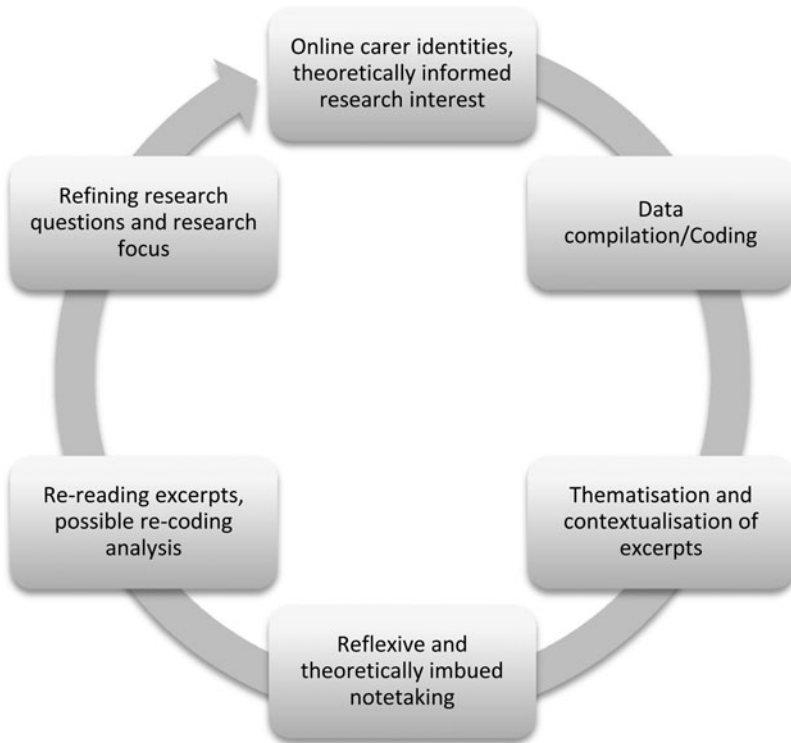 Online carer identities,
theoretically informed
research interest
Data
compilation/Coding
Thematisation and
contextualisation of
excerpts
Reflexive and
theoretically imbued
notetaking
Re-reading excerpts,
possible re-coding
analysis
Refining research
questions and research
focus